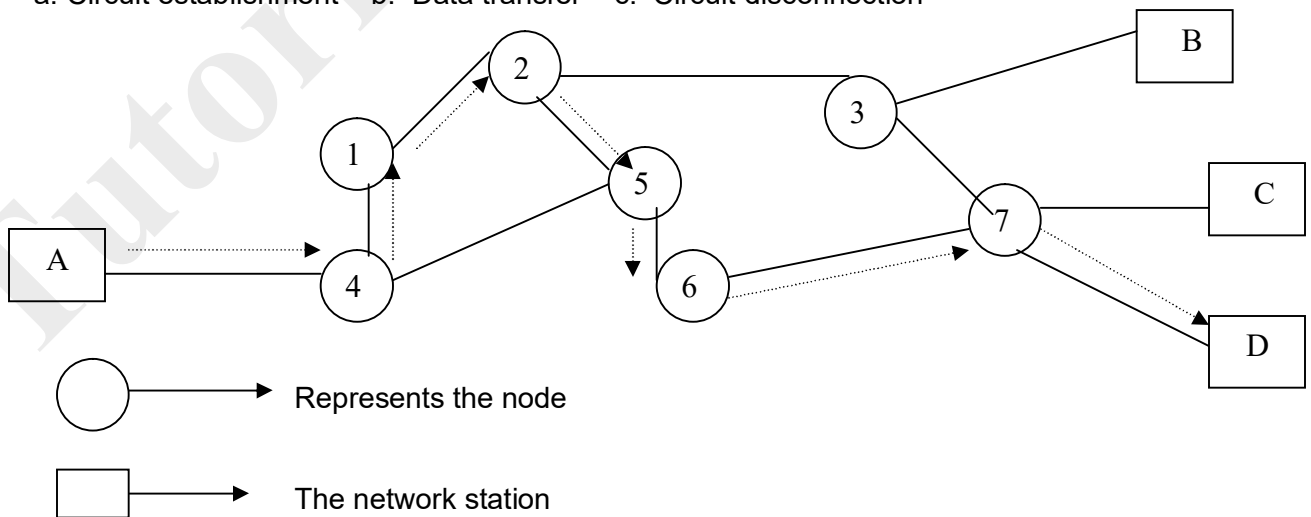 a. Circuit establishment b. Data transfer c. Circuit disconnection
B
2
3
1
5
C
7
A
4
6
D
Represents the node
The network station
Tutor